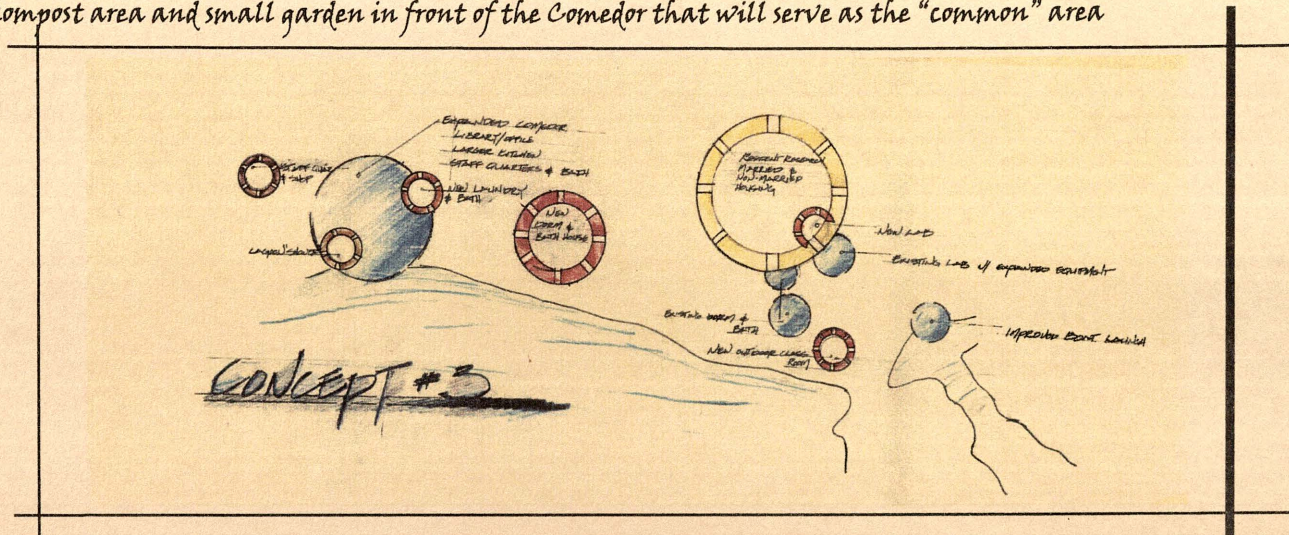 compost area and small garden in front of the Comedor that will serve as the “common” area
EXPANDED COMEDOR
LIBRARY/OFFICE
LARGER KITCHEN
STAFF QUARTERS & BATH
& SHOP
NEW LAUNDRY
& BATH
NEW
DORM &
BATH HOUSE
RESIDENT RESEARCH
MARRIED &
NON-MARRIED
HOUSING
NEW LAB
EXISTING LAB W/ EXPANDED EQUIPMENT
EXISTING DORM &
BATH
NEW OUTDOOR CLASS
ROOM
IMPROVED BOAT LAUNCH
CONCEPT #3